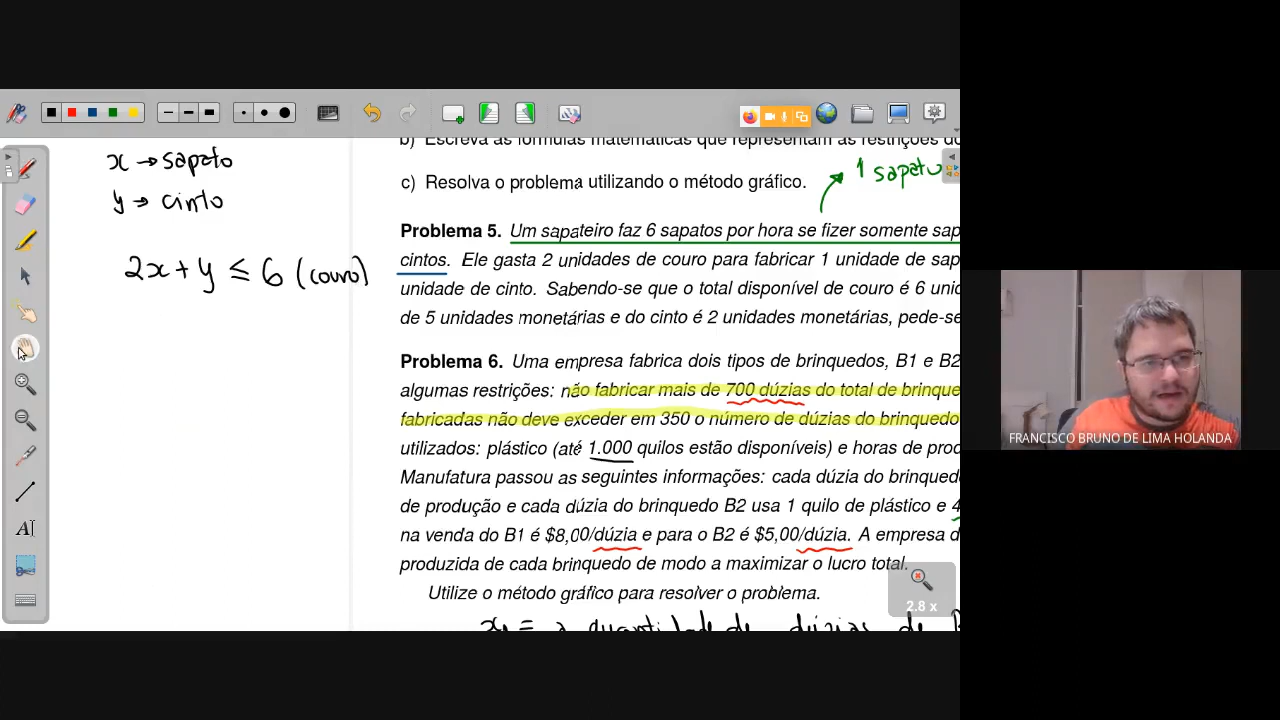 x → sapato
y → cinto
2x + y ≤ 6 (couro)
b) Escreva as fórmulas matemáticas que representam as restrições do
1 sapato
c) Resolva o problema utilizando o método gráfico.
Problema 5. Um sapateiro faz 6 sapatos por hora se fizer somente sap
cintos. Ele gasta 2 unidades de couro para fabricar 1 unidade de sap
unidade de cinto. Sabendo-se que o total disponível de couro é 6 unid
de 5 unidades monetárias e do cinto é 2 unidades monetárias, pede-se
Problema 6. Uma empresa fabrica dois tipos de brinquedos, B1 e B2
algumas restrições: não fabricar mais de 700 dúzias do total de brinque
fabricadas não deve exceder em 350 o número de dúzias do brinquedo
utilizados: plástico (até 1.000 quilos estão disponíveis) e horas de prod
Manufatura passou as seguintes informações: cada dúzia do brinqued
de produção e cada dúzia do brinquedo B2 usa 1 quilo de plástico e 4
na venda do B1 é $8,00/dúzia e para o B2 é $5,00/dúzia. A empresa d
produzida de cada brinquedo de modo a maximizar o lucro total.
Utilize o método gráfico para resolver o problema.
= a quantidade de dúzias de B
2.8 x
FRANCISCO BRUNO DE LIMA HOLANDA